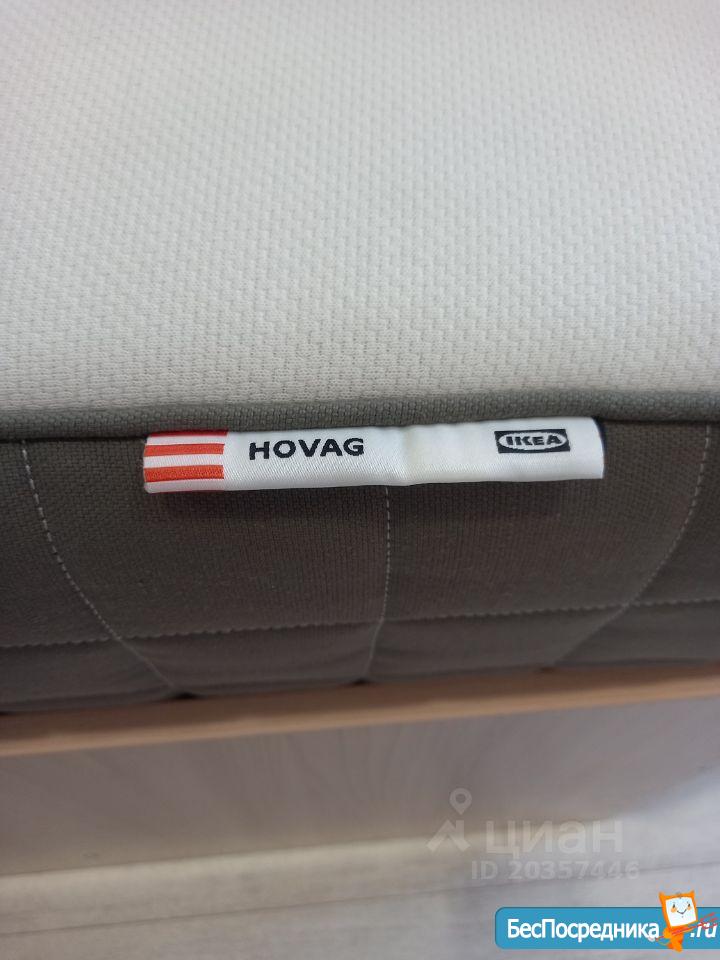 HOVAG
IKEA
циан
ID 20357446
БесПосредника.ru